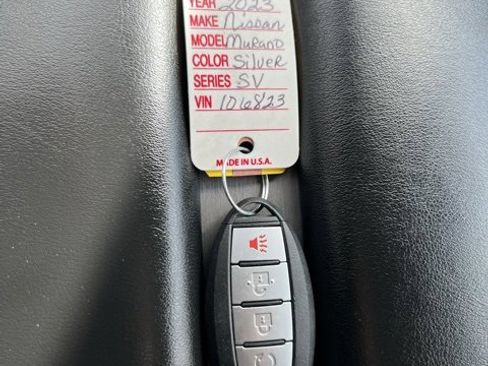 YEAR 2023
MAKE Nissan
MODEL Murano
COLOR Silver
SERIES SV
VIN 106823
MADE IN U.S.A.